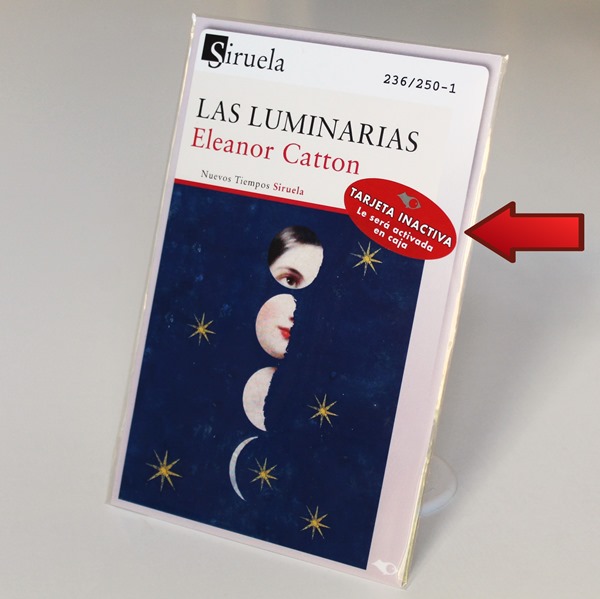 Siruela
236/250-1
LAS LUMINARIAS
Eleanor Catton
Nuevos Tiempos Siruela
TARJETA INACTIVA
Le será activada
en caja